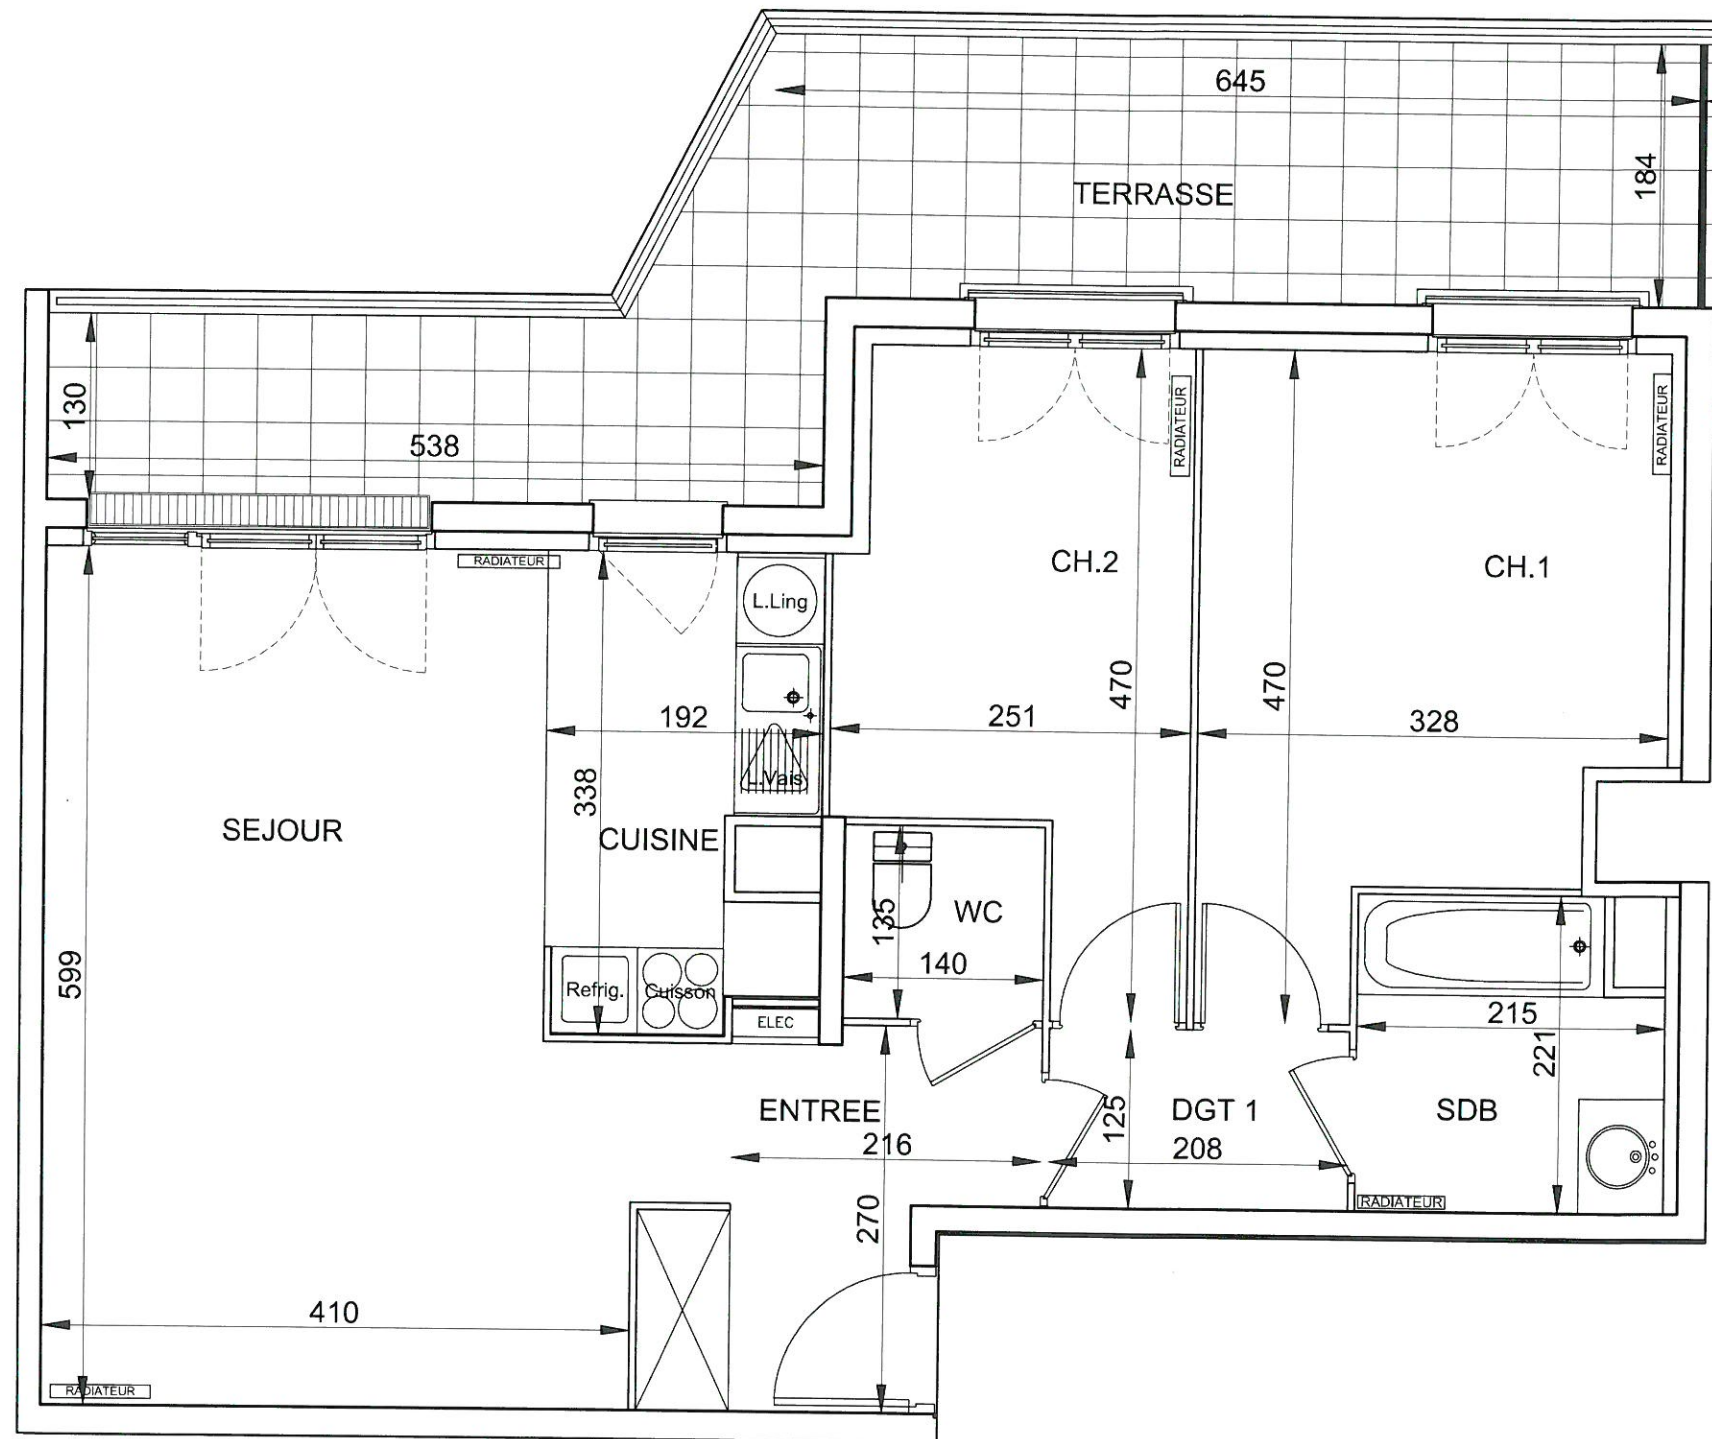 645
184
TERRASSE
130
538
RADIATEUR
RADIATEUR
RADIATEUR
CH.2
CH.1
L.Ling
192
251
470
470
328
L.Vais
338
SEJOUR
CUISINE
WC
135
140
599
Refrig.
Cuisson
ELEC
215
221
ENTREE
216
125
DGT 1
208
SDB
RADIATEUR
270
410
RADIATEUR